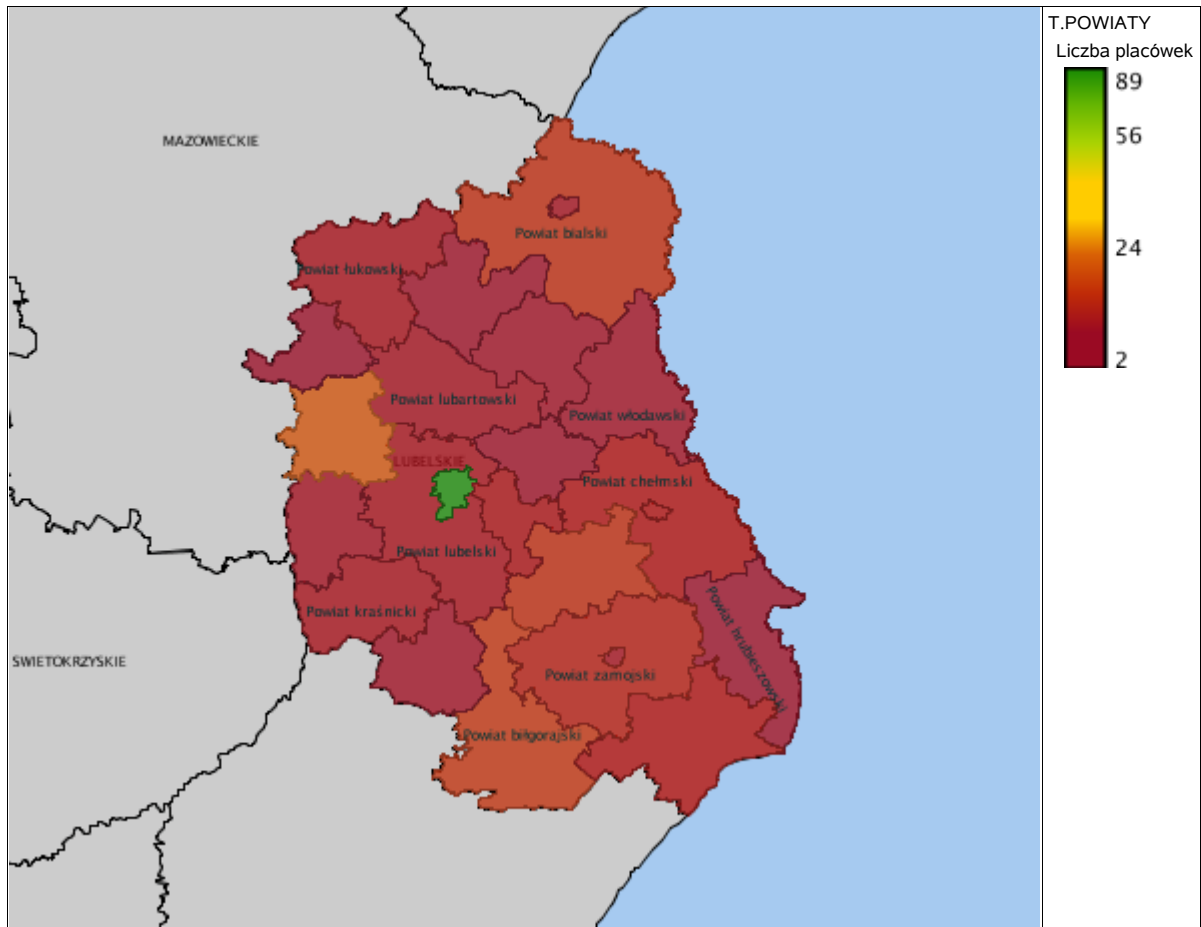 T.POWIATY
Liczba placówek
89
56
24
2
MAZOWIECKIE
Powiat bialski
Powiat łukowski
Powiat lubartowski
Powiat włodawski
LUBELSKIE
Powiat chełmski
Powiat lubelski
Powiat kraśnicki
Powiat hrubieszowski
SWIETOKRZYSKIE
Powiat zamojski
Powiat biłgorajski